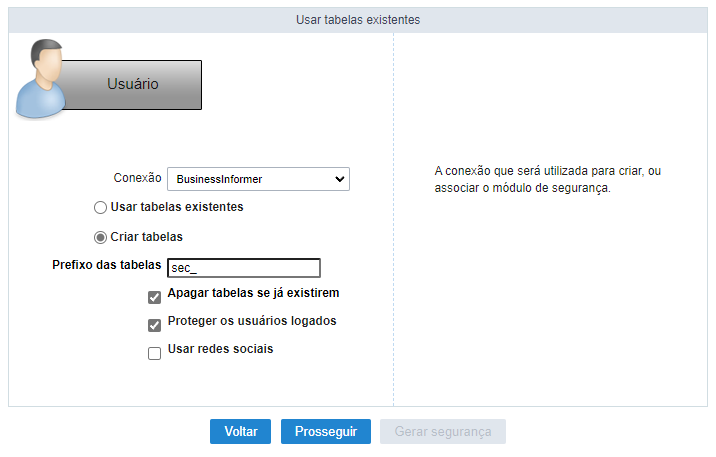 Usar tabelas existentes
Usuário
Conexão
BusinessInformer
A conexão que será utilizada para criar, ou
associar o módulo de segurança.
Usar tabelas existentes
Criar tabelas
Prefixo das tabelas
sec_
Apagar tabelas se já existirem
Proteger os usuários logados
Usar redes sociais
Voltar
Prosseguir
Gerar segurança